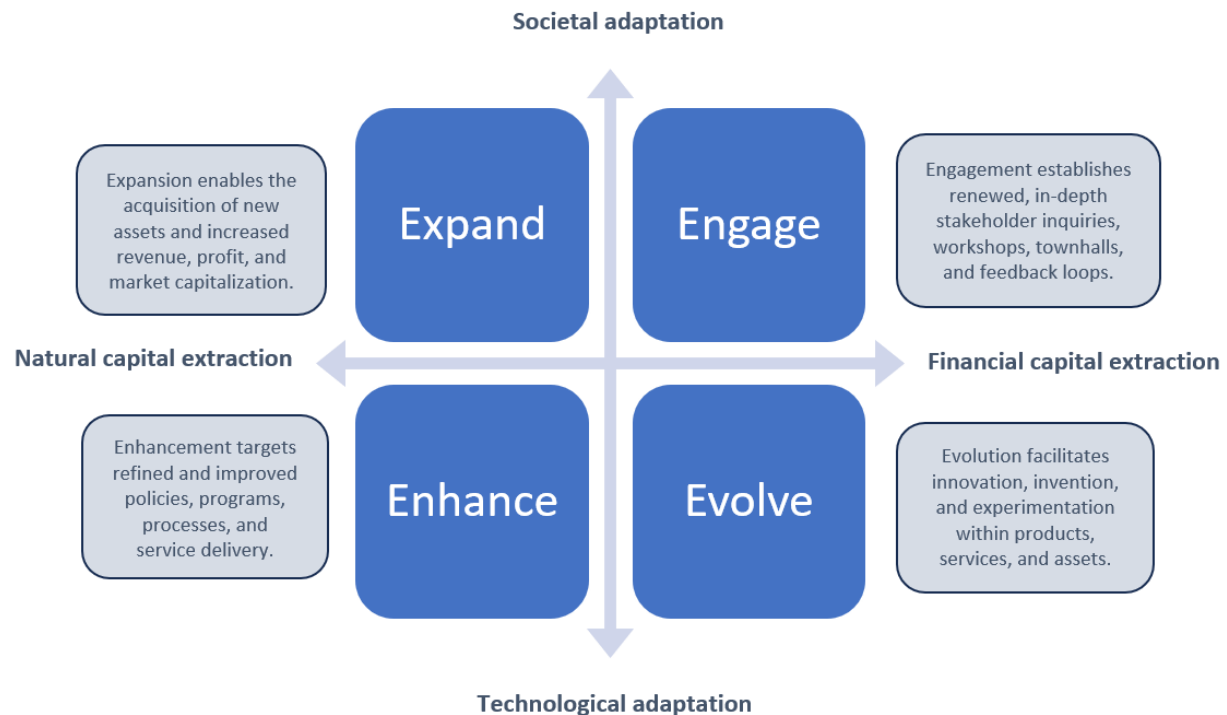 Societal adaptation
Expansion enables the
acquisition of new
assets and increased
revenue, profit, and
market capitalization.
Expand
Engage
Engagement establishes
renewed, in-depth
stakeholder inquiries,
workshops, townhalls,
and feedback loops.
Natural capital extraction
Financial capital extraction
Enhancement targets
refined and improved
policies, programs,
processes, and
service delivery.
Enhance
Evolve
Evolution facilitates
innovation, invention,
and experimentation
within products,
services, and assets.
Technological adaptation